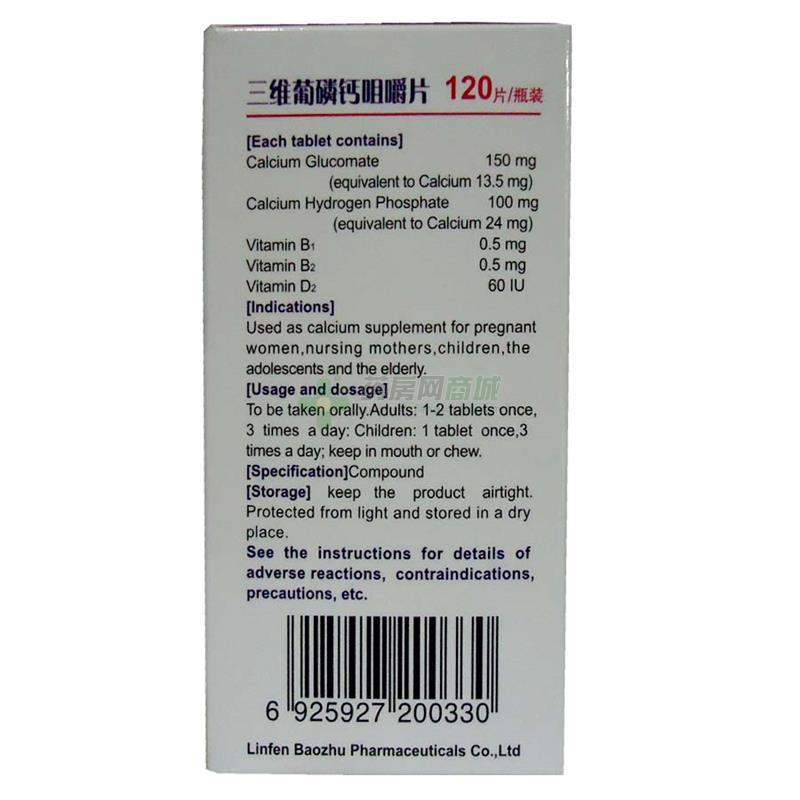 三维葡磷钙咀嚼片 120片/瓶装
[Each tablet contains]
Calcium Glucomate 150 mg
(equivalent to Calcium 13.5 mg)
Calcium Hydrogen Phosphate 100 mg
(equivalent to Calcium 24 mg)
Vitamin B1 0.5 mg
Vitamin B2 0.5 mg
Vitamin D2 60 IU
[Indications]
Used as calcium supplement for pregnant
women,nursing mothers,children,the
adolescents and the elderly.
药房网商城
[Usage and dosage]
To be taken orally.Adults: 1-2 tablets once,
3 times a day: Children: 1 tablet once,3
times a day; keep in mouth or chew.
[Specification]Compound
[Storage] keep the product airtight.
Protected from light and stored in a dry
place.
See the instructions for details of
adverse reactions, contraindications,
precautions, etc.
6 925927 200330
Linfen Baozhu Pharmaceuticals Co.,Ltd